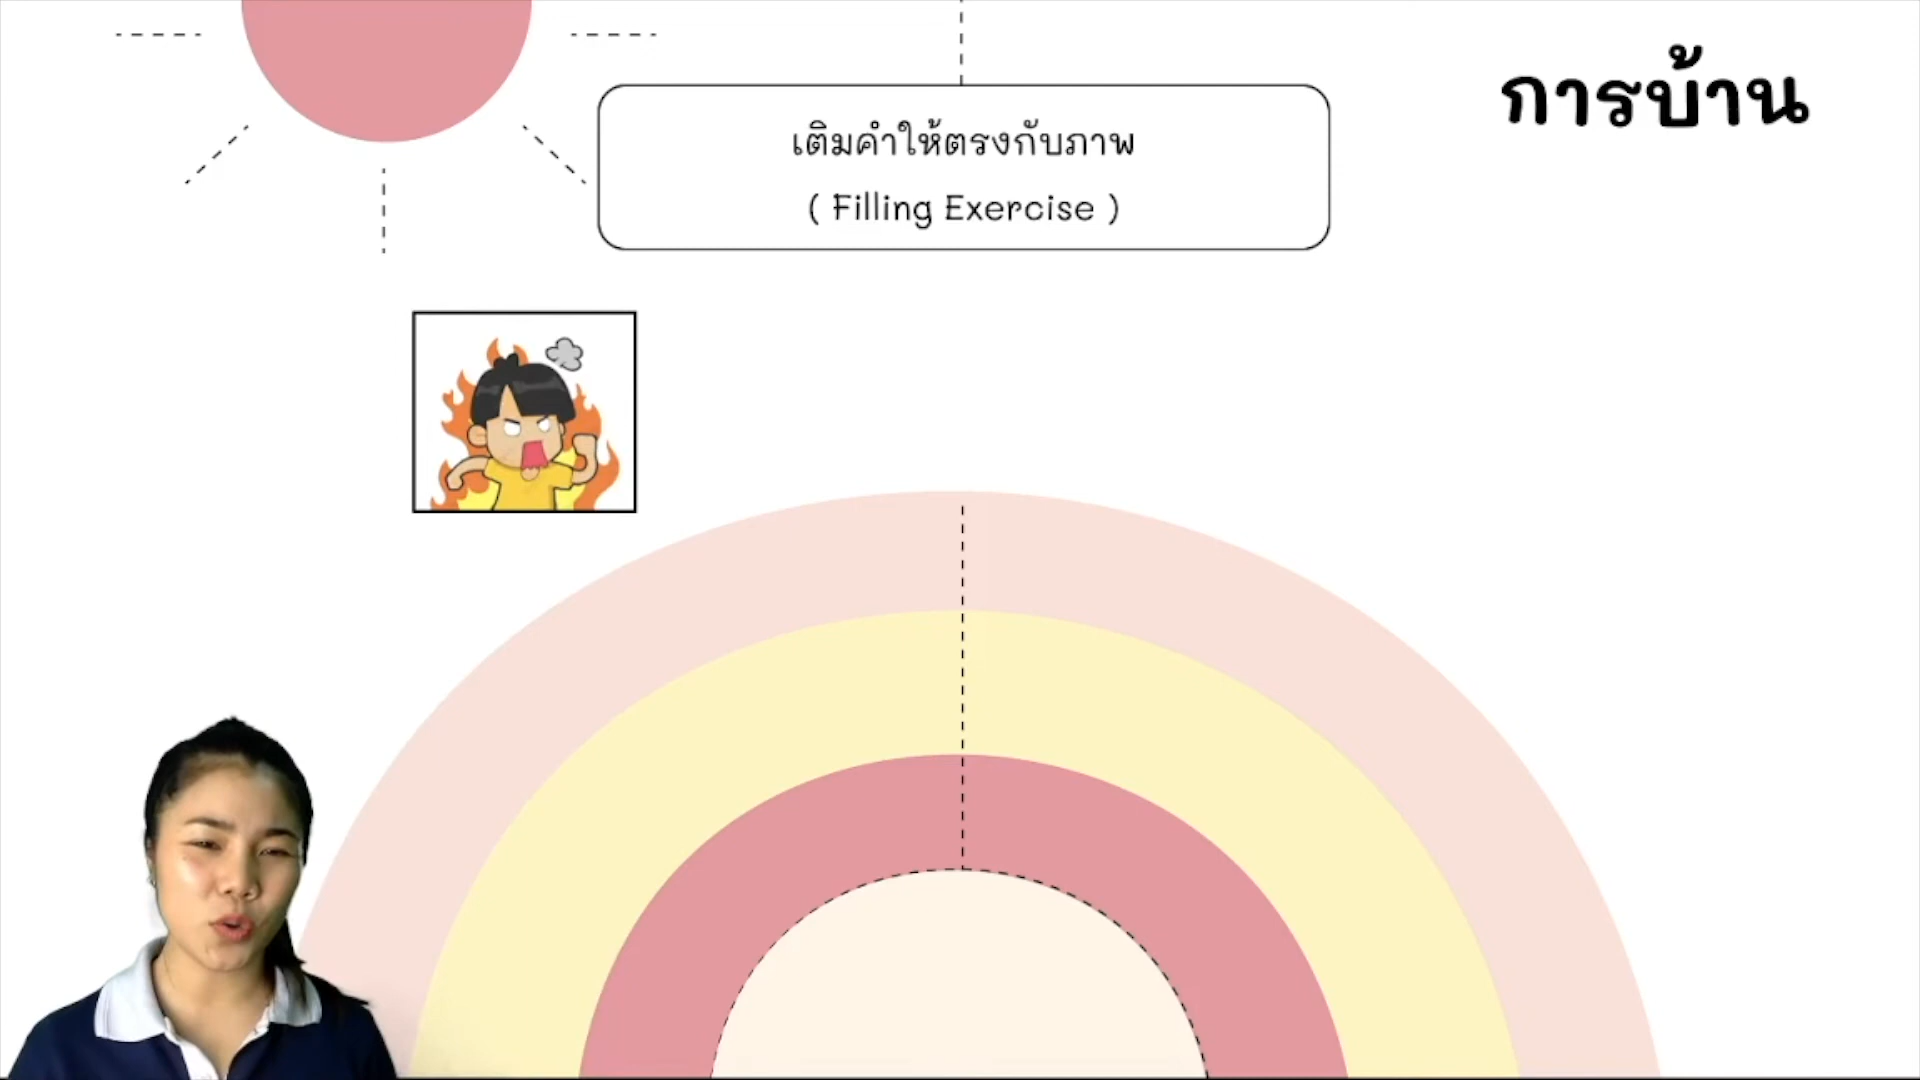 การบ้าน
เติมคำให้ตรงกับภาพ
( Filling Exercise )